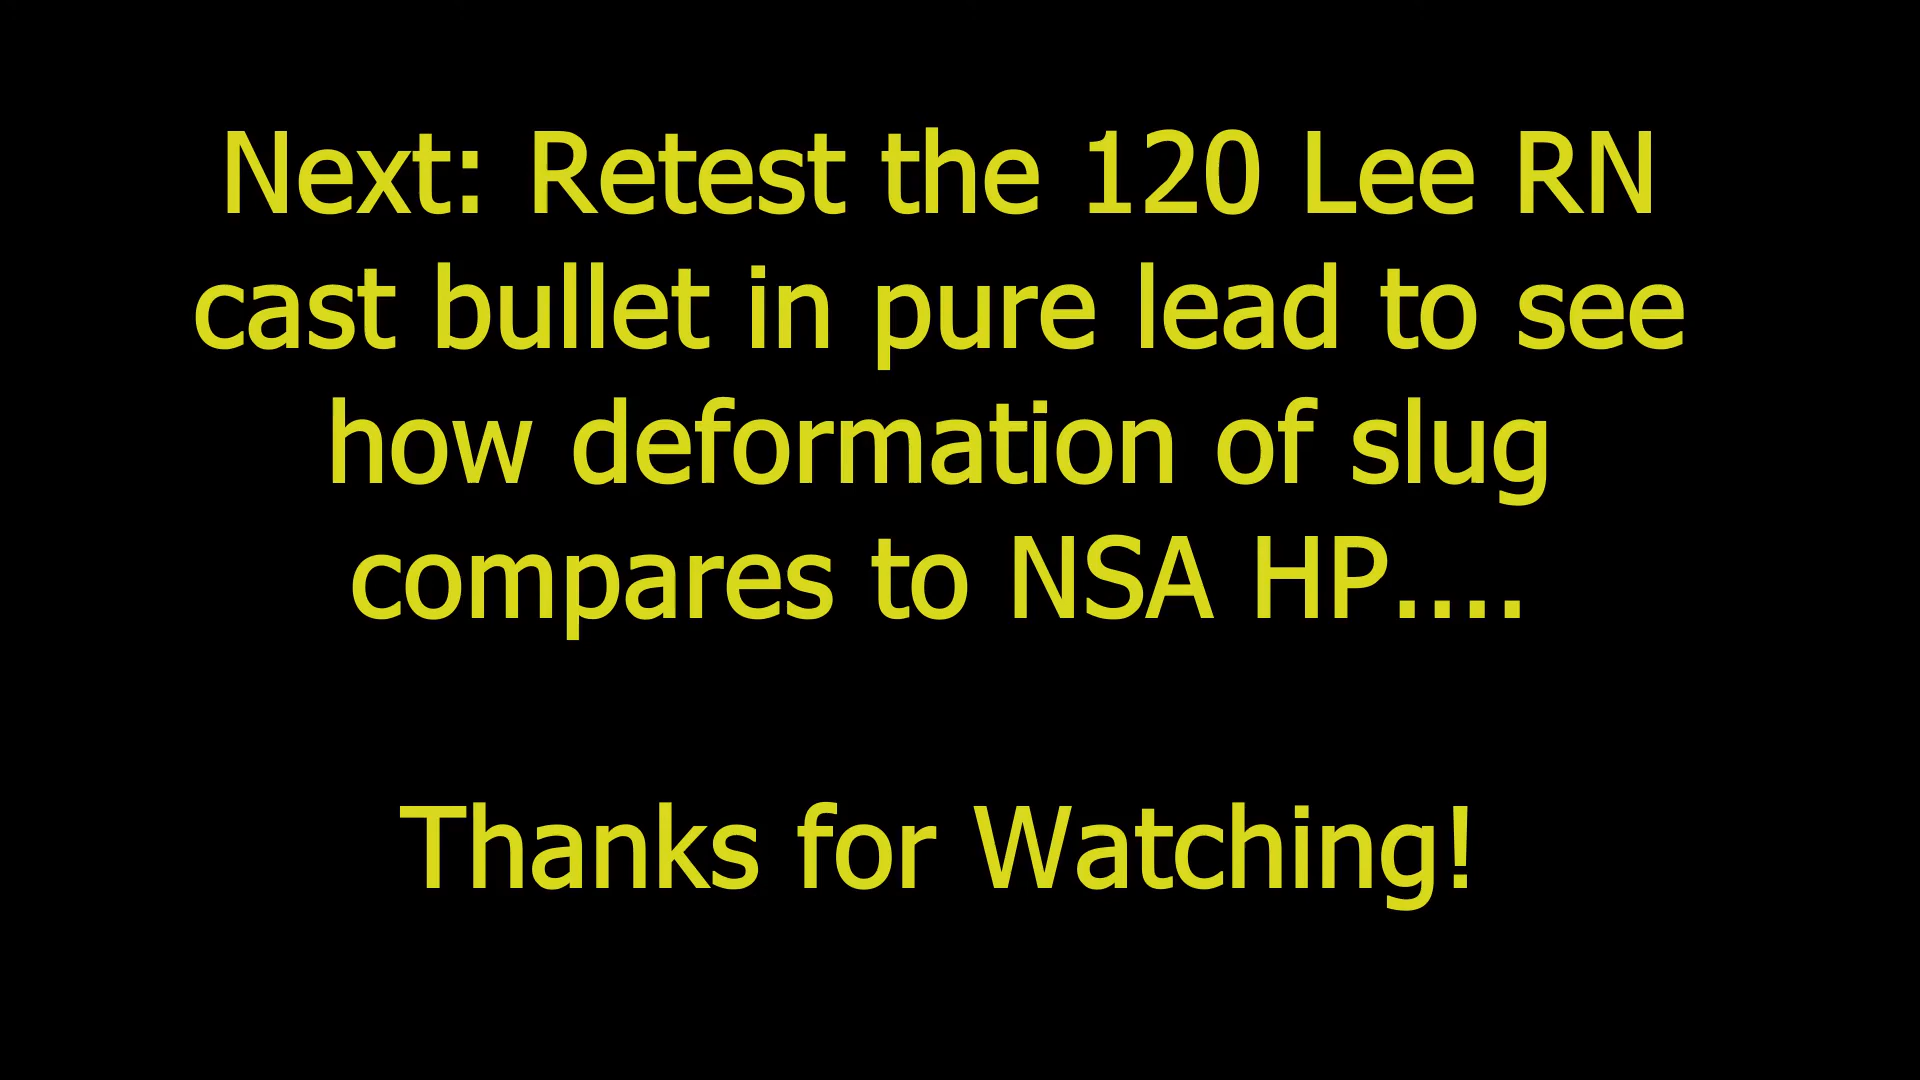 Next: Retest the 120 Lee RN
cast bullet in pure lead to see
how deformation of slug
compares to NSA HP....
Thanks for Watching!